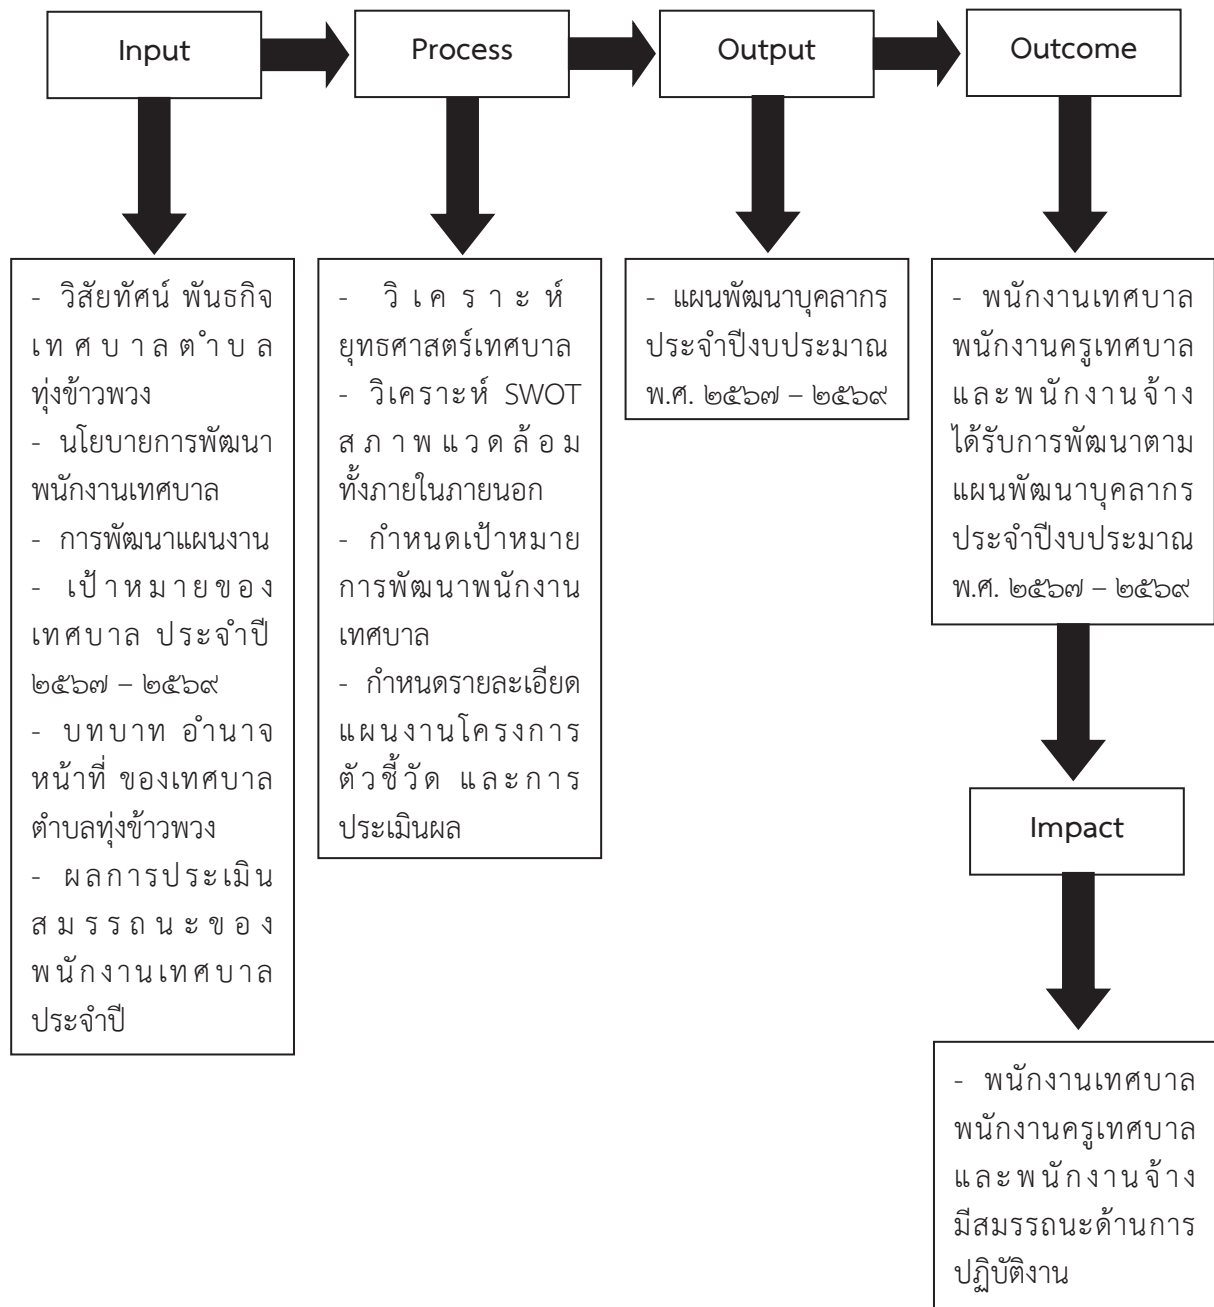 Input
Process
Output
Outcome
- วิสัยทัศน์ พันธกิจ
เทศบาลตำบล
ทุ่งข้าวพวง
- นโยบายการพัฒนา
พนักงานเทศบาล
- การพัฒนาแผนงาน
- เป้าหมายของ
เทศบาล ประจำปี
๒๕๖๗ – ๒๕๖๙
- บทบาท อำนาจ
หน้าที่ ของเทศบาล
ตำบลทุ่งข้าวพวง
- ผลการประเมิน
สมรรถนะของ
พนักงานเทศบาล
ประจำปี
- วิเคราะห์
ยุทธศาสตร์เทศบาล
- วิเคราะห์ SWOT
สภาพแวดล้อม
ทั้งภายในภายนอก
- กำหนดเป้าหมาย
การพัฒนาพนักงาน
เทศบาล
- กำหนดรายละเอียด
แผนงานโครงการ
ตัวชี้วัด และการ
ประเมินผล
- แผนพัฒนาบุคลากร
ประจำปีงบประมาณ
พ.ศ. ๒๕๖๗ – ๒๕๖๙
- พนักงานเทศบาล
พนักงานครูเทศบาล
และพนักงานจ้าง
ได้รับการพัฒนาตาม
แผนพัฒนาบุคลากร
ประจำปีงบประมาณ
พ.ศ. ๒๕๖๗ – ๒๕๖๙
Impact
- พนักงานเทศบาล
พนักงานครูเทศบาล
และพนักงานจ้าง
มีสมรรถนะด้านการ
ปฏิบัติงาน